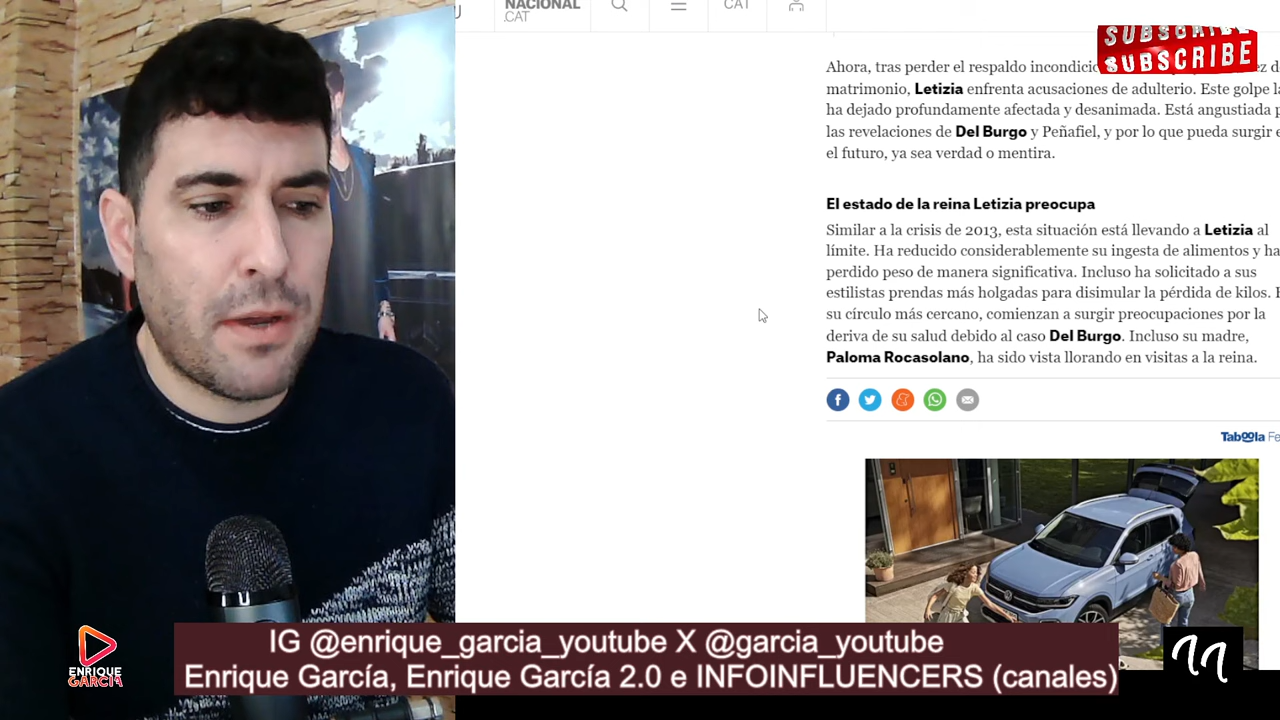 NACIONAL
.CAT
CAT
SUBSCRIBE
SUBSCRIBE
Ahora, tras perder el respaldo
matrimonio, Letizia enfrenta acusaciones de adulterio. Este golpe
ha dejado profundamente afectada y desanimada. Está angustiada
las revelaciones de Del Burgo y Peñafiel, y por lo que pueda surgir
el futuro, ya sea verdad o mentira.
El estado de la reina Letizia preocupa
Similar a la crisis de 2013, esta situación está llevando a Letizia al
límite. Ha reducido considerablemente su ingesta de alimentos y ha
perdido peso de manera significativa. Incluso ha solicitado a sus
estilistas prendas más holgadas para disimular la pérdida de kilos.
su círculo más cercano, comienzan a surgir preocupaciones por la
deriva de su salud debido al caso Del Burgo. Incluso su madre,
Paloma Rocasolano, ha sido vista llorando en visitas a la reina.
Taboola
ENRIQUE
GARCÍA
IG @enrique_garcia_youtube X @garcia_youtube
Enrique García, Enrique García 2.0 e INFOINFLUENCERS (canales)